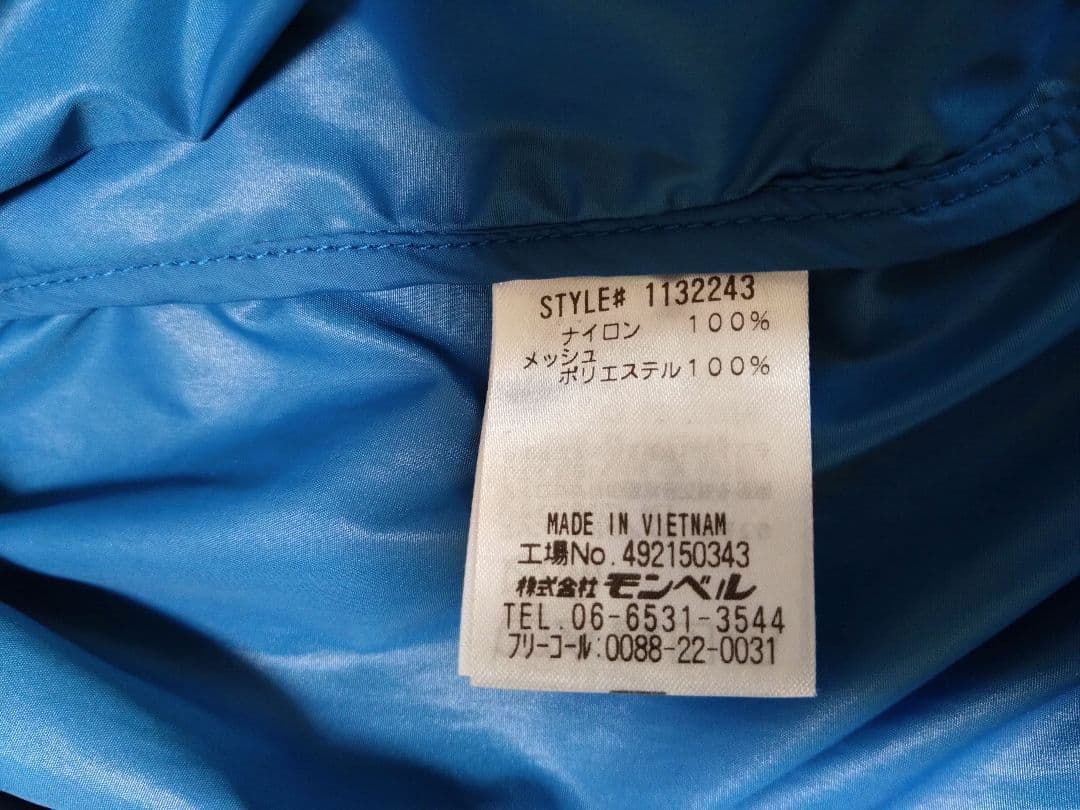 STYLE# 1132243
ナイロン 100%
メッシュ
ポリエステル100%
MADE IN VIETNAM
工場No.492150343
株式会社 モンベル
TEL.06-6531-3544
フリーコール:0088-22-0031